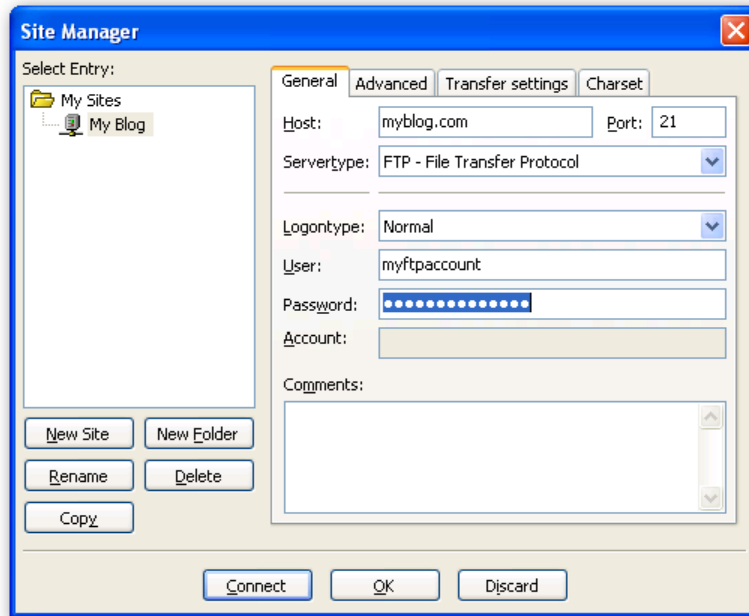 Site Manager
Select Entry:
My Sites
My Blog
New Site New Folder
Rename Delete
Copy
General Advanced Transfer settings Charset
Host: myblog.com Port: 21
Servertype: FTP - File Transfer Protocol
Logontype: Normal
User: myftpaccount
Password: ●●●●●●●●●●●●●●
Account:
Comments:
Connect OK Discard